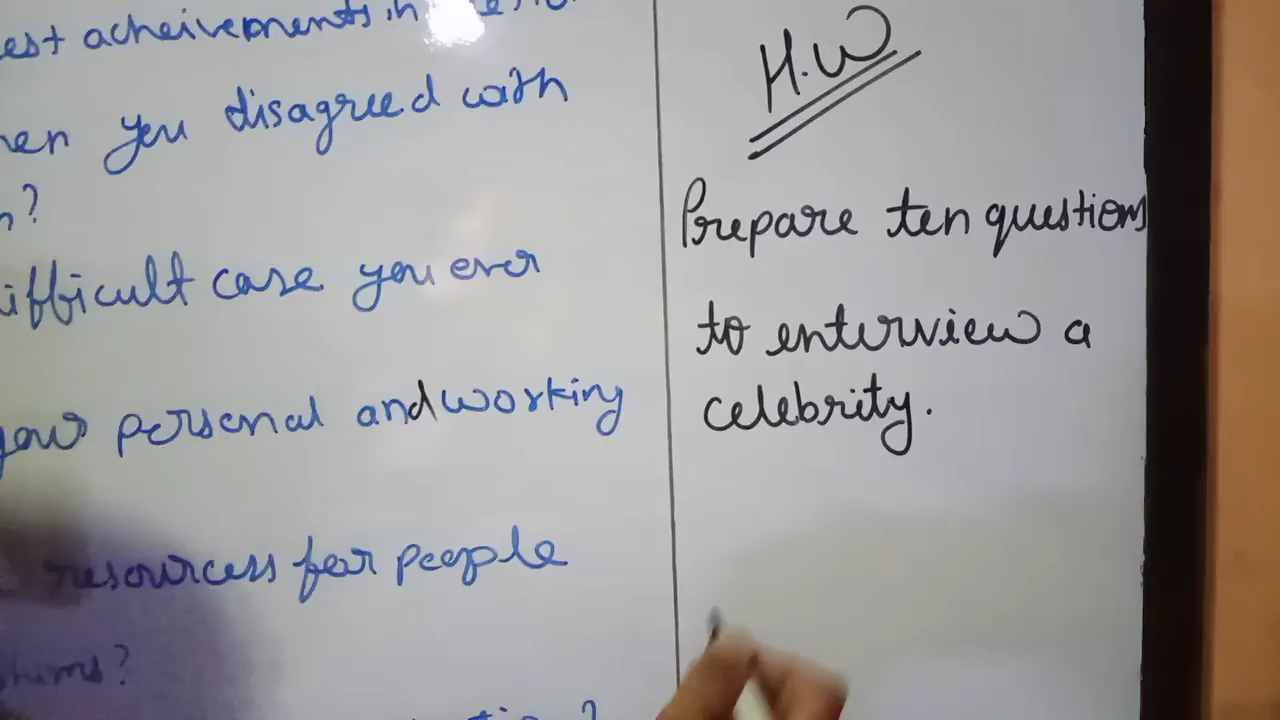 est acheivements in
en you disagreed with
?
ifficult case you ever
your personal and working
resourcess for people
?
?
H.W
Prepare ten questions
to enterview a
celebrity.